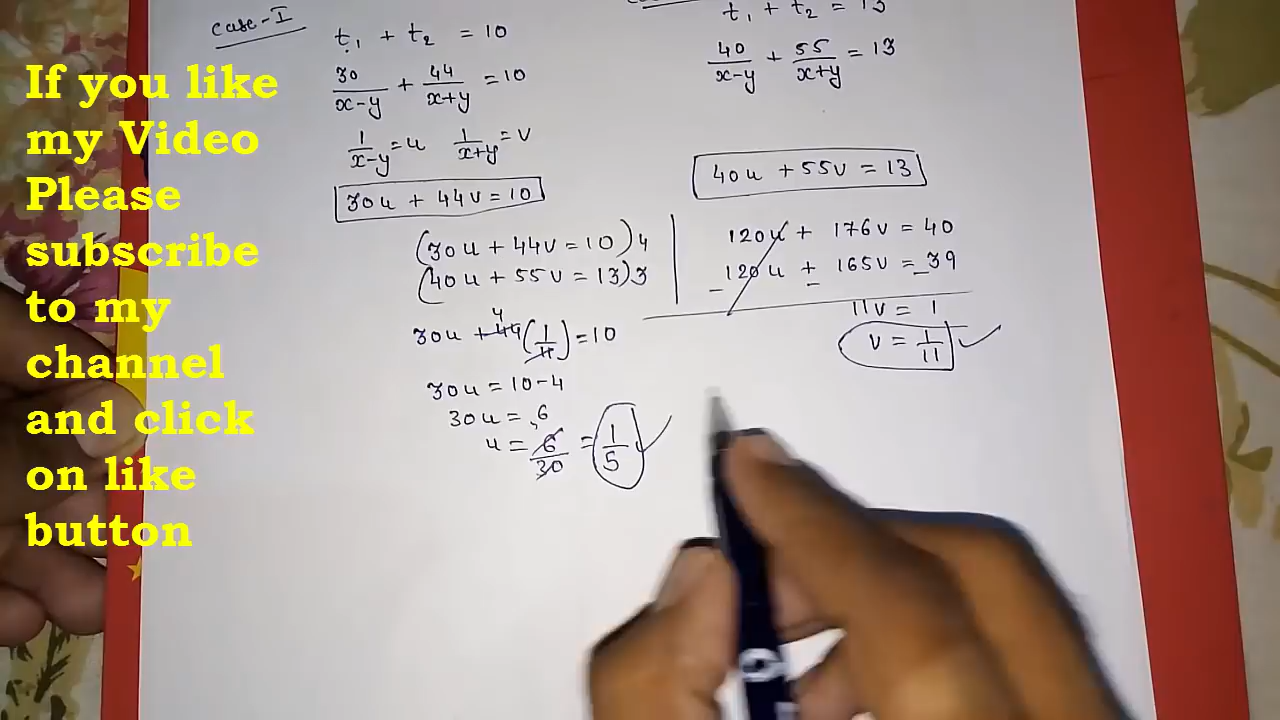 If you like
my Video
Please
subscribe
to my
channel
and click
on like
button
Case-I
t₁ + t₂ = 10
30/(x-y) + 44/(x+y) = 10
1/(x-y) = u 1/(x+y) = v
30u + 44v = 10
(30u + 44v = 10)4
(40u + 55v = 13)3
30u + 44 4 (1/11) = 10
30u = 10-4
30u = 6
u = 6/30 = 1/5
t₁ + t₂ = 13
40/(x-y) + 55/(x+y) = 13
40u + 55v = 13
120u + 176v = 40
120u + 165v = 39
- - -
11v = 1
v = 1/11